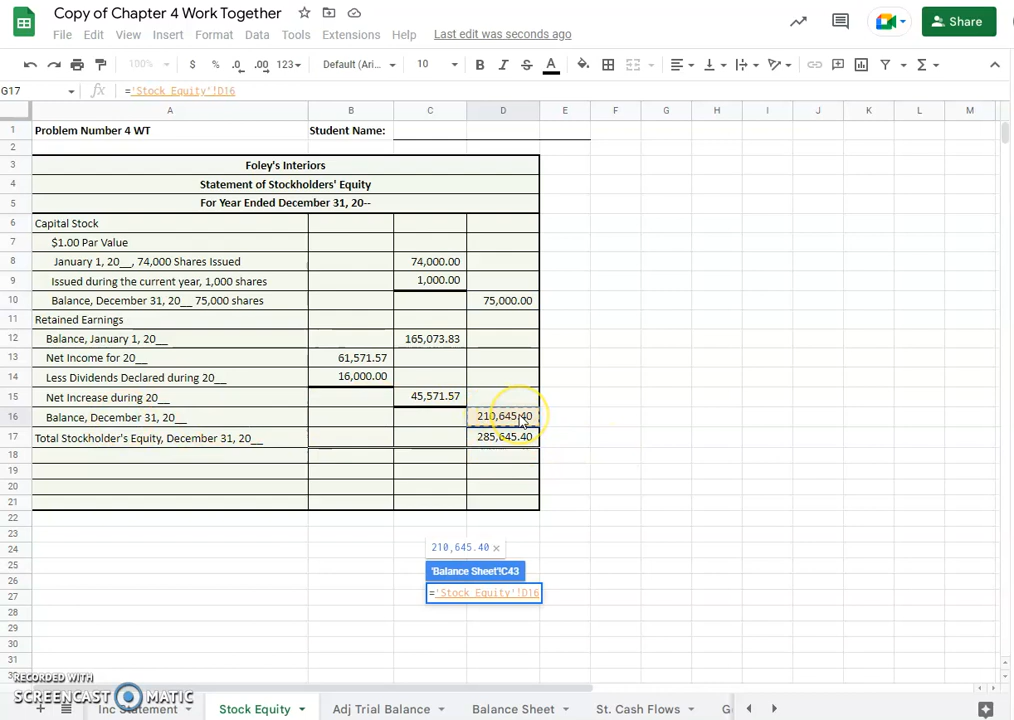 Copy of Chapter 4 Work Together
File Edit View Insert Format Data Tools Extensions Help Last edit was seconds ago
Share
100% $ % .0 .00 123 Default (Ari... 10 B I S A
G17 fx ='Stock Equity'!D16
A B C D E F G H I J K L M
1 Problem Number 4 WT Student Name:
2
3 Foley's Interiors
4 Statement of Stockholders' Equity
5 For Year Ended December 31, 20--
6 Capital Stock
7 $1.00 Par Value
8 January 1, 20__, 74,000 Shares Issued 74,000.00
9 Issued during the current year, 1,000 shares 1,000.00
10 Balance, December 31, 20__ 75,000 shares 75,000.00
11 Retained Earnings
12 Balance, January 1, 20__ 165,073.83
13 Net Income for 20__ 61,571.57
14 Less Dividends Declared during 20__ 16,000.00
15 Net Increase during 20__ 45,571.57
16 Balance, December 31, 20__ 210,645.40
17 Total Stockholder's Equity, December 31, 20__ 285,645.40
18
19
20
21
22
23
24 210,645.40 ×
25 'Balance Sheet'!C43
26
27 ='Stock Equity'!D16
28
29
30
31
RECORDED WITH
SCREENCAST MATIC
Inc Statement Stock Equity Adj Trial Balance Balance Sheet St. Cash Flows